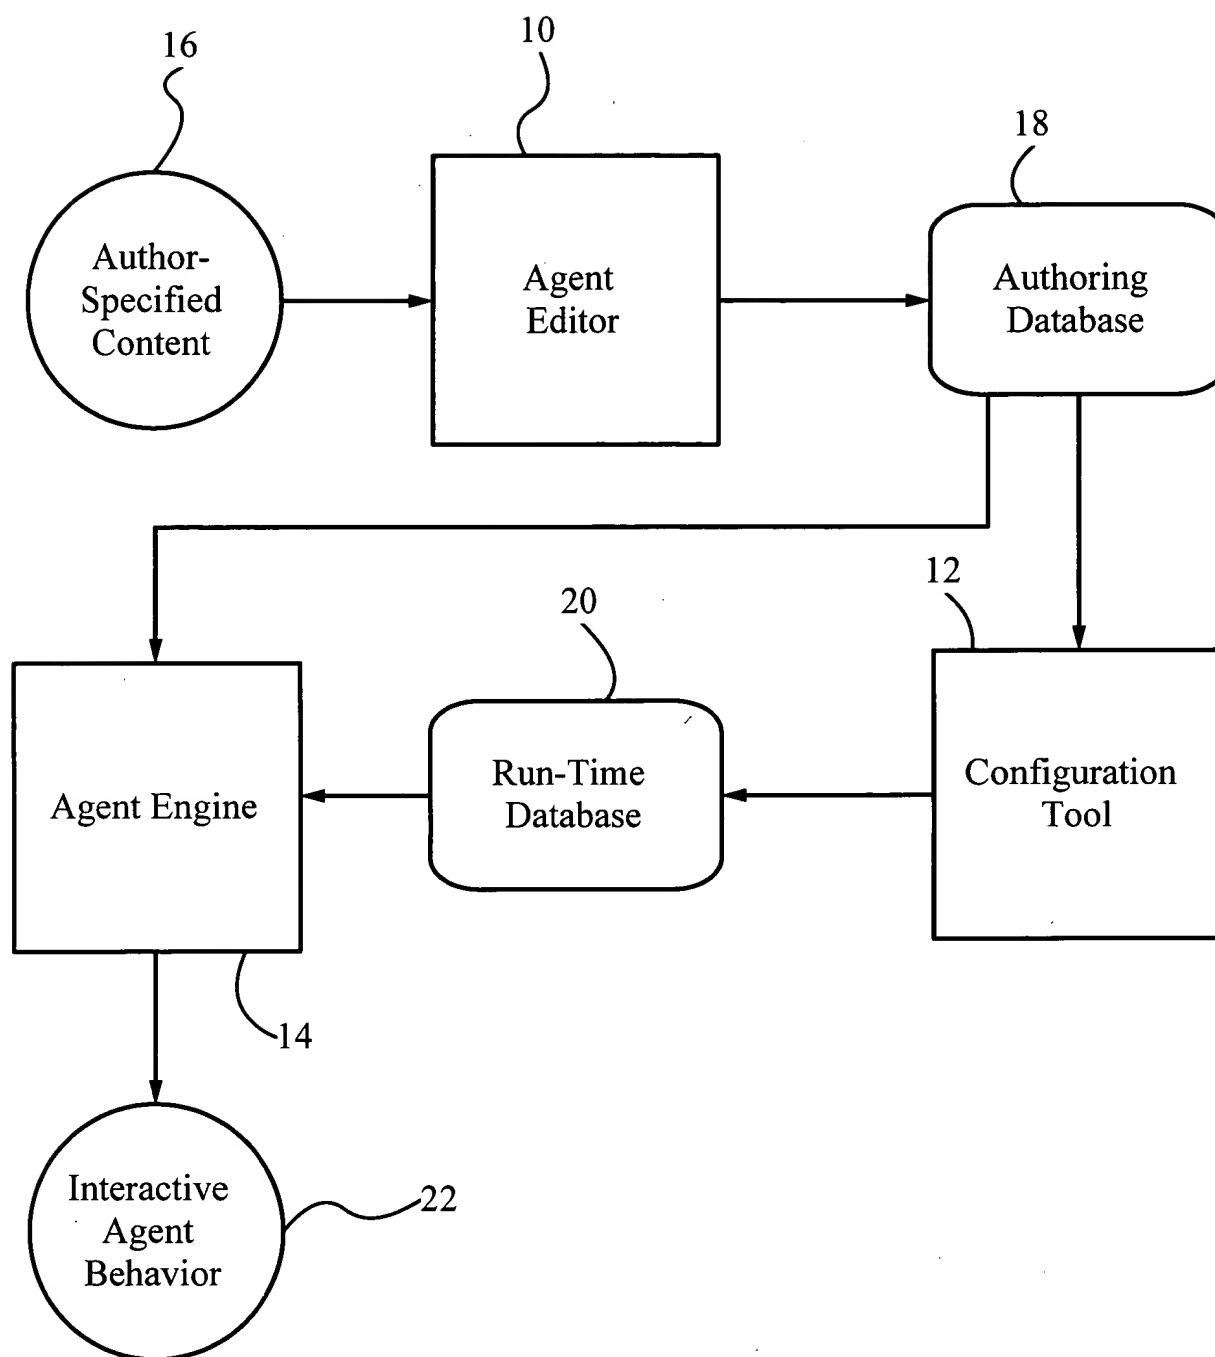 16
10
18
Author-
Specified
Content
Agent
Editor
Authoring
Database
12
20
Agent Engine
Run-Time
Database
Configuration
Tool
14
Interactive
Agent
Behavior
22